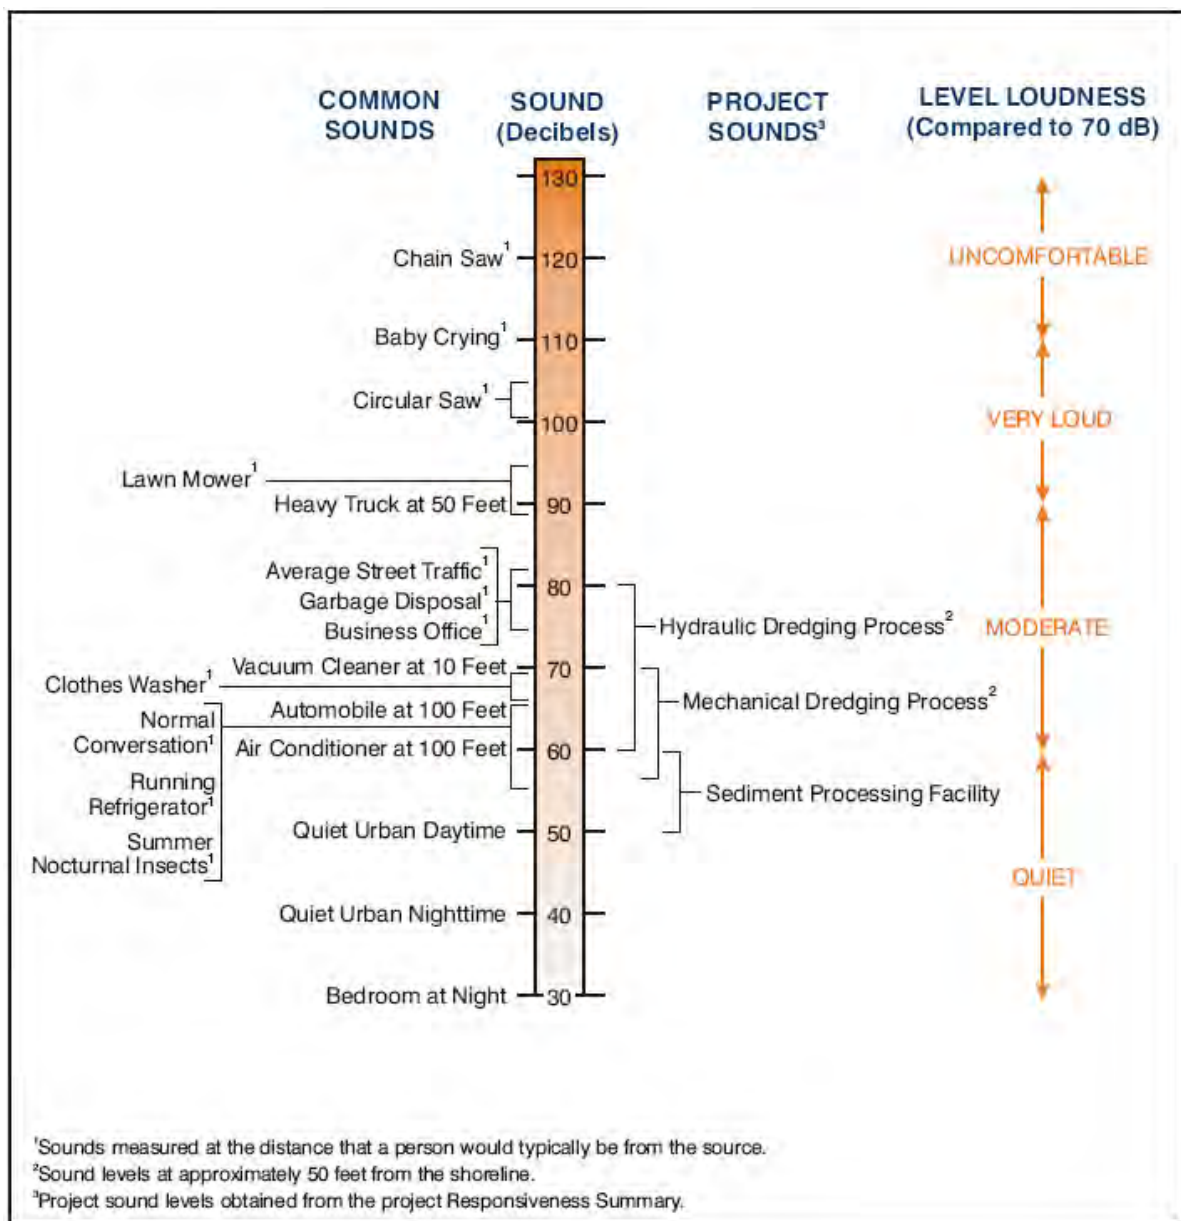 COMMON
SOUNDS
SOUND
(Decibels)
PROJECT
SOUNDS³
LEVEL LOUDNESS
(Compared to 70 dB)
130
Chain Saw¹
120
UNCOMFORTABLE
Baby Crying¹
110
Circular Saw¹
100
VERY LOUD
Lawn Mower¹
Heavy Truck at 50 Feet
90
Average Street Traffic¹
80
Garbage Disposal¹
Business Office¹
Hydraulic Dredging Process²
MODERATE
Vacuum Cleaner at 10 Feet
70
Clothes Washer¹
Automobile at 100 Feet
Mechanical Dredging Process²
Normal
Conversation¹
Air Conditioner at 100 Feet
60
Running
Refrigerator¹
Sediment Processing Facility
Quiet Urban Daytime
50
Summer
Nocturnal Insects¹
QUIET
Quiet Urban Nighttime
40
Bedroom at Night
30
¹Sounds measured at the distance that a person would typically be from the source.
²Sound levels at approximately 50 feet from the shoreline.
³Project sound levels obtained from the project Responsiveness Summary.